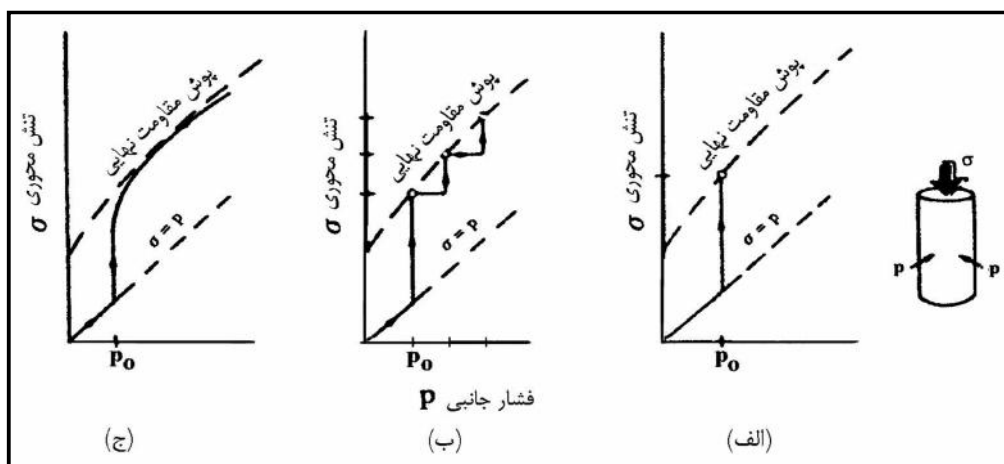 تنش محوری σ
پوش مقاومت نهایی
σ = P
P₀
(الف)
تنش محوری σ
پوش مقاومت نهایی
σ = P
P₀
فشار جانبی P
(ب)
تنش محوری σ
پوش مقاومت نهایی
P₀
(ج)
σ
P
P
σ = P